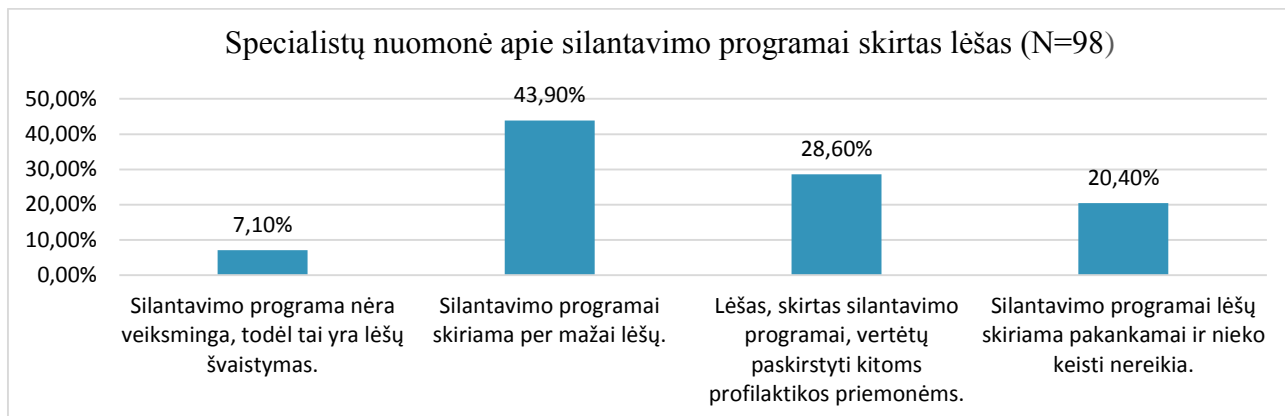 Specialistų nuomonė apie silantavimo programai skirtas lėšas (N=98)
50,00%
40,00%
30,00%
20,00%
10,00%
0,00%
7,10%
43,90%
28,60%
20,40%
Silantavimo programa nėra
veiksminga, todėl tai yra lėšų
švaistymas.
Silantavimo programai
skiriama per mažai lėšų.
Lėšas, skirtas silantavimo
programai, vertėtų
paskirstyti kitoms
profilaktikos priemonėms.
Silantavimo programai lėšų
skiriama pakankamai ir nieko
keisti nereikia.